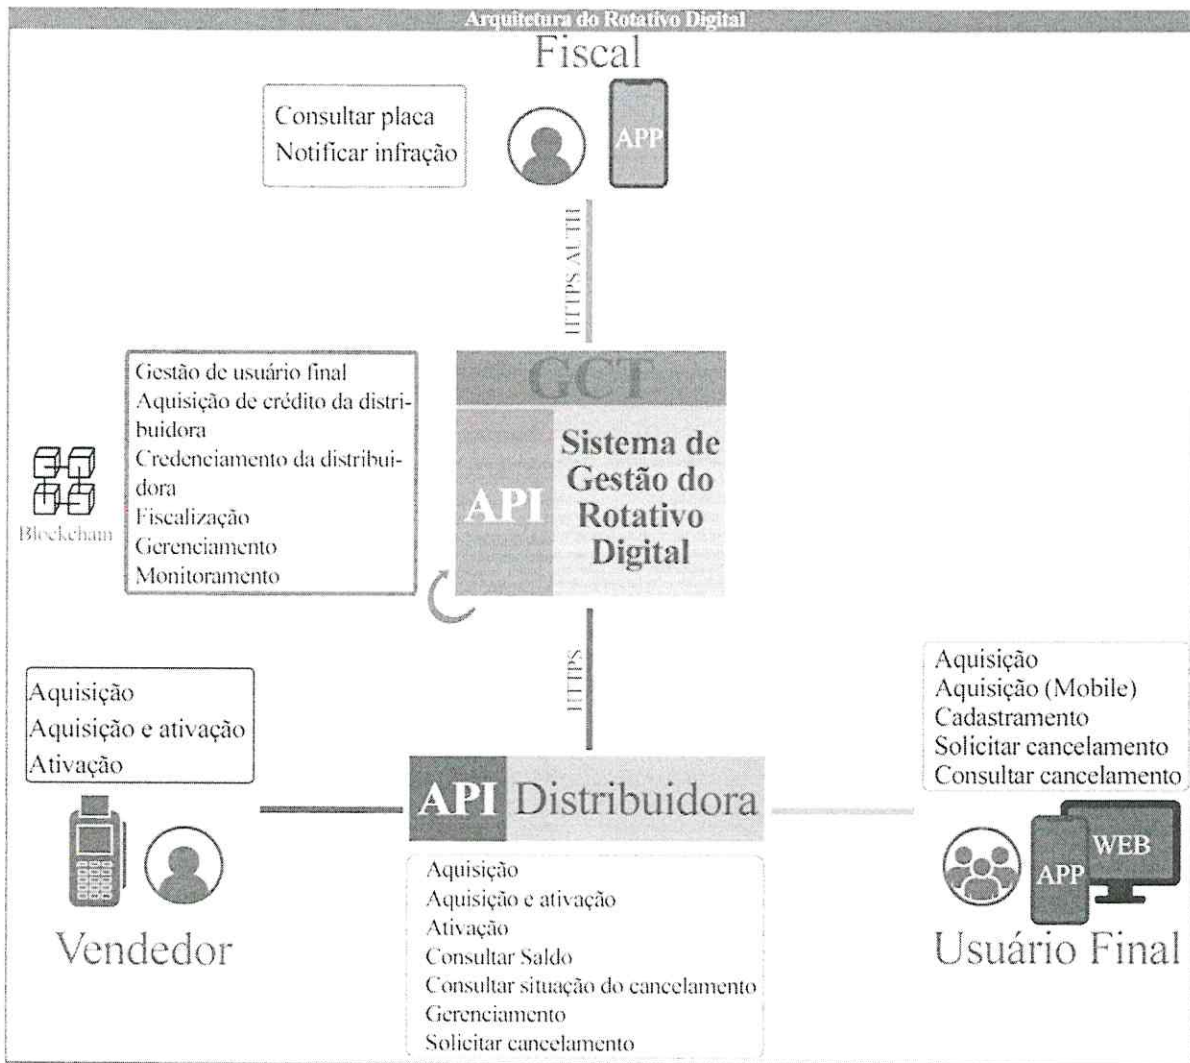 Arquitetura do Rotativo Digital
Fiscal
Consultar placa
Notificar infração
APP
HTTPS AUTH
GCT
API
Sistema de
Gestão do
Rotativo
Digital
Gestão de usuário final
Aquisição de crédito da distri-
buidora
Credenciamento da distribui-
dora
Fiscalização
Gerenciamento
Monitoramento
Blockchain
HTTPS
Aquisição
Aquisição e ativação
Ativação
Vendedor
API Distribuidora
Aquisição
Aquisição e ativação
Ativação
Consultar Saldo
Consultar situação do cancelamento
Gerenciamento
Solicitar cancelamento
Aquisição
Aquisição (Mobile)
Cadastramento
Solicitar cancelamento
Consultar cancelamento
WEB
APP
Usuário Final